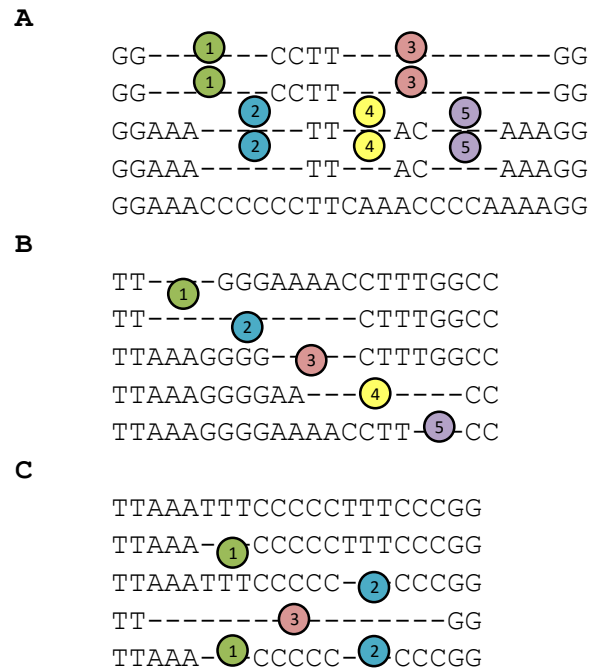 A
1 3
GG-------CCTT------------GG
1 3
GG-------CCTT------------GG
2 4 5
GGAAA------TT---AC----AAAGG
2 4 5
GGAAA------TT---AC----AAAGG
GGAAACCCCCCTTCAAACCCCAAAAGG
B
TT----GGGAAAACCTTTGGCC
1
TT------------CTTTGGCC
2
TTAAAGGGG-----CTTTGGCC
3
TTAAAGGGGAA---------CC
4
TTAAAGGGGAAAACCTT---CC
5
C
TTAAATTTCCCCCTTTCCCGG
TTAAA---CCCCCTTTCCCGG
1
TTAAATTTCCCCC---CCCGG
2
TT-----------------GG
3
TTAAA---CCCCC---CCCGG
1 2